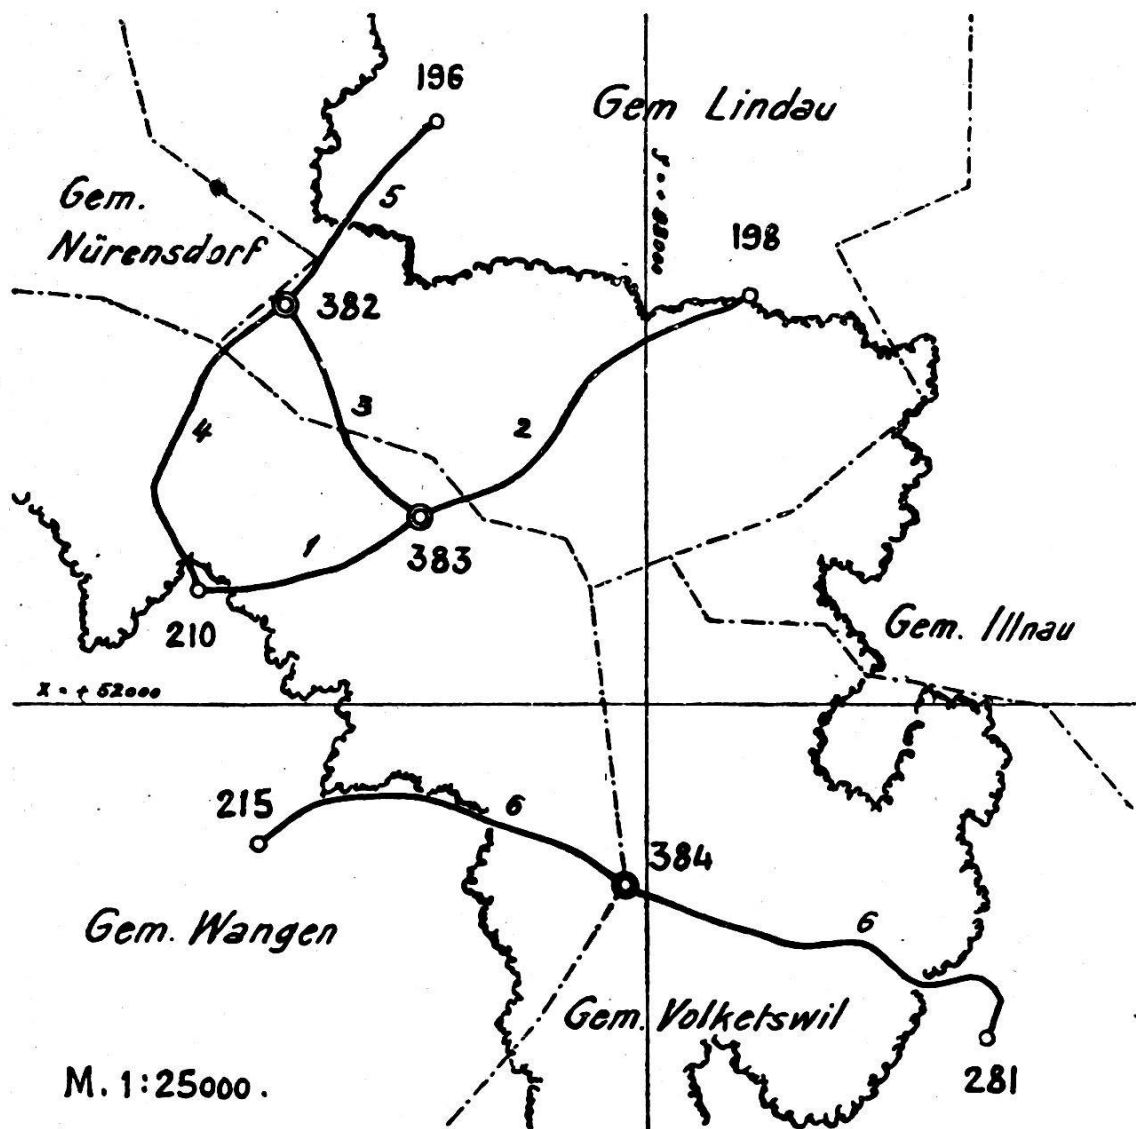 196
Gem Lindau
Gem.
Nürensdorf
5
198
382
3
4
2
1
383
210
Gem. Illnau
X = + 52000
215
6
384
Gem. Wangen
6
Gem. Volketswil
M. 1:25000.
281